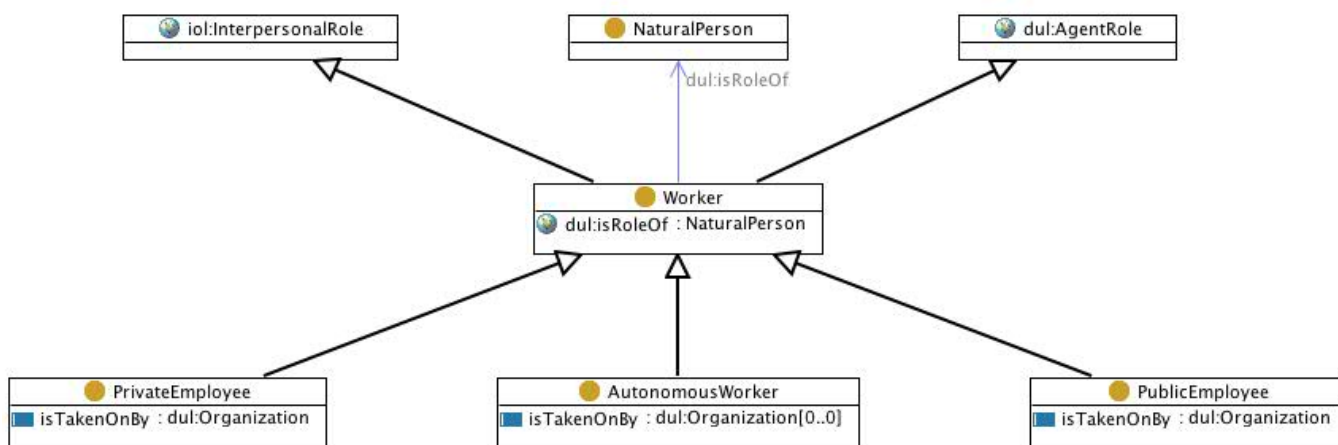 iol:InterpersonalRole
NaturalPerson
dul:AgentRole
dul:isRoleOf
Worker
dul:isRoleOf : NaturalPerson
PrivateEmployee
isTakenOnBy : dul:Organization
AutonomousWorker
isTakenOnBy : dul:Organization[0..0]
PublicEmployee
isTakenOnBy : dul:Organization